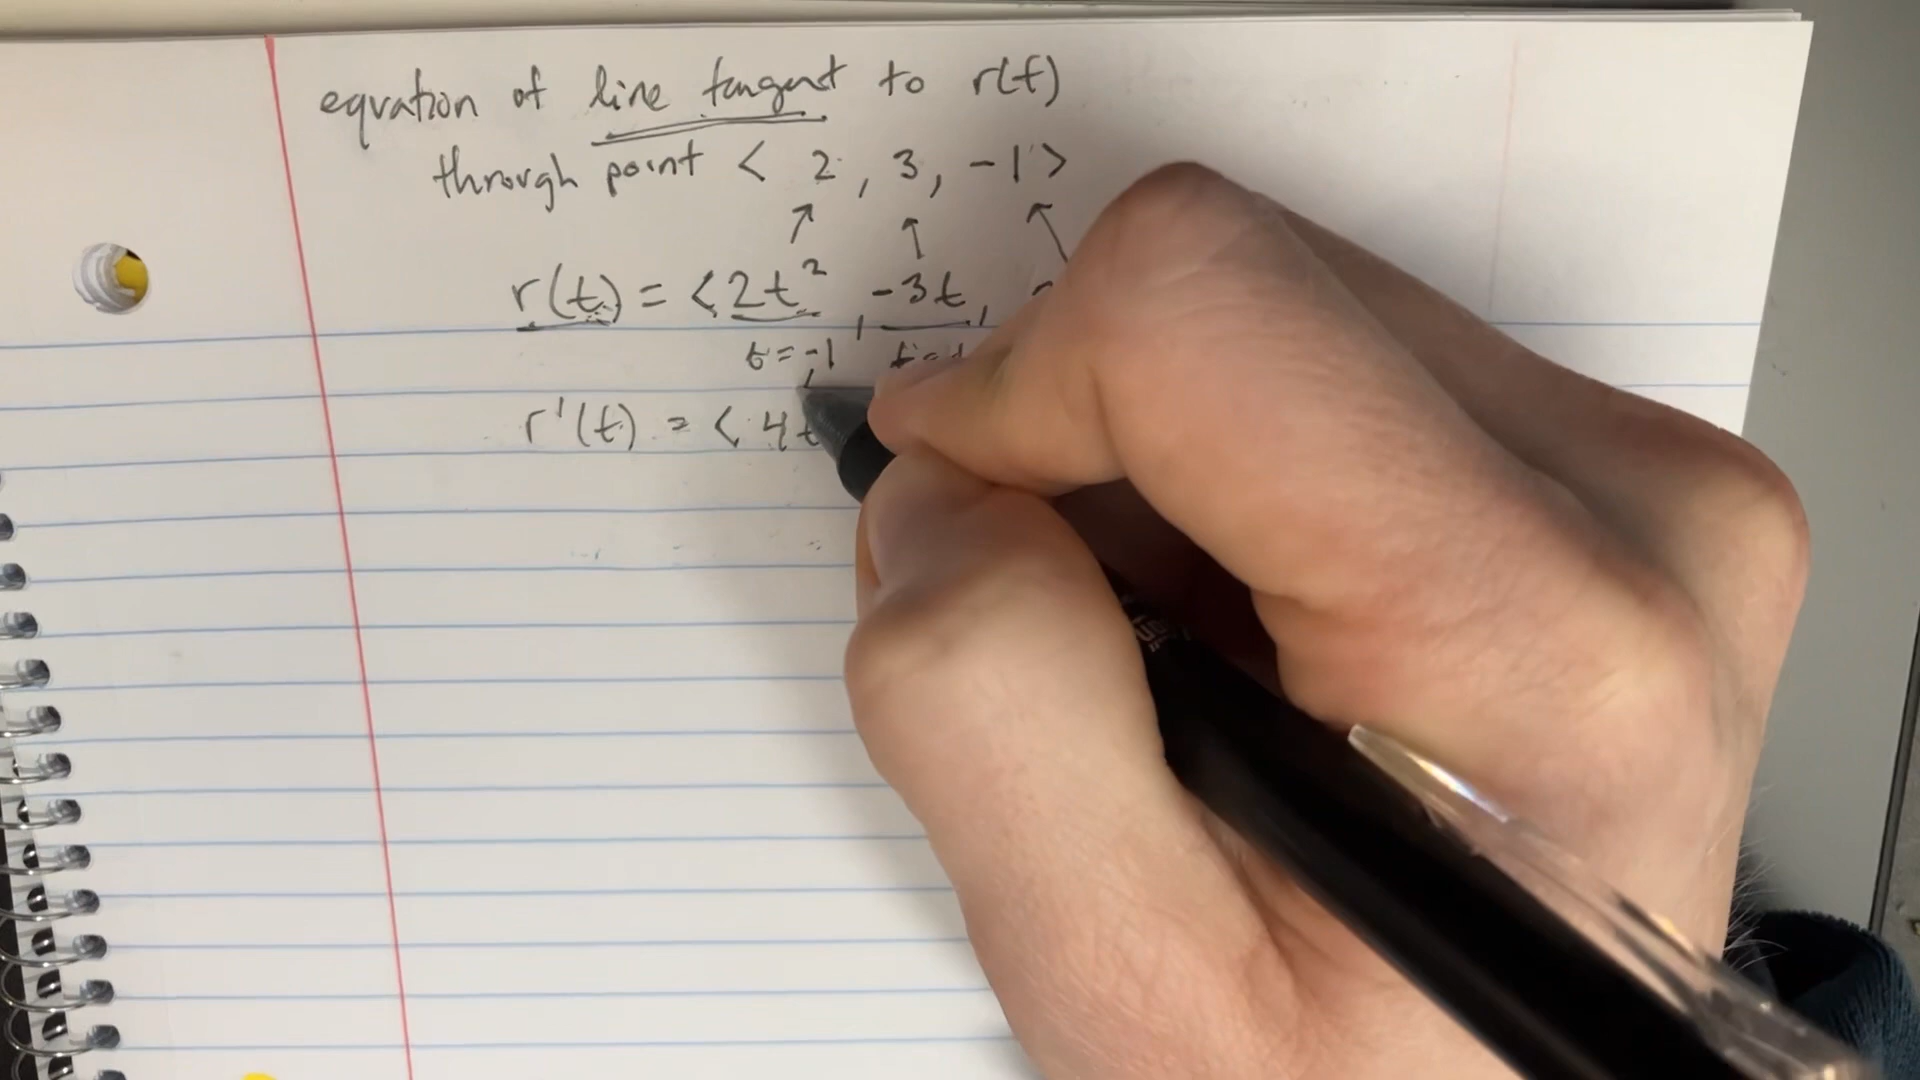 equation of line tangent to r(t)
through point < 2, 3, -1>
r(t) = <2t², -3t,
t = -1
r'(t) = < 4t